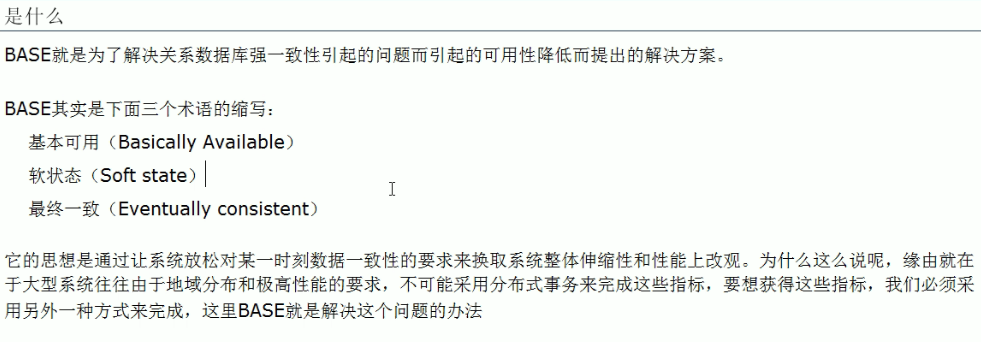 是什么
BASE就是为了解决关系数据库强一致性引起的问题而引起的可用性降低而提出的解决方案。
BASE其实是下面三个术语的缩写：
基本可用（Basically Available）
软状态（Soft state）
最终一致（Eventually consistent）
它的思想是通过让系统放松对某一时刻数据一致性的要求来换取系统整体伸缩性和性能上改观。为什么这么说呢，缘由就在
于大型系统往往由于地域分布和极高性能的要求，不可能采用分布式事务来完成这些指标，要想获得这些指标，我们必须采
用另外一种方式来完成，这里BASE就是解决这个问题的办法